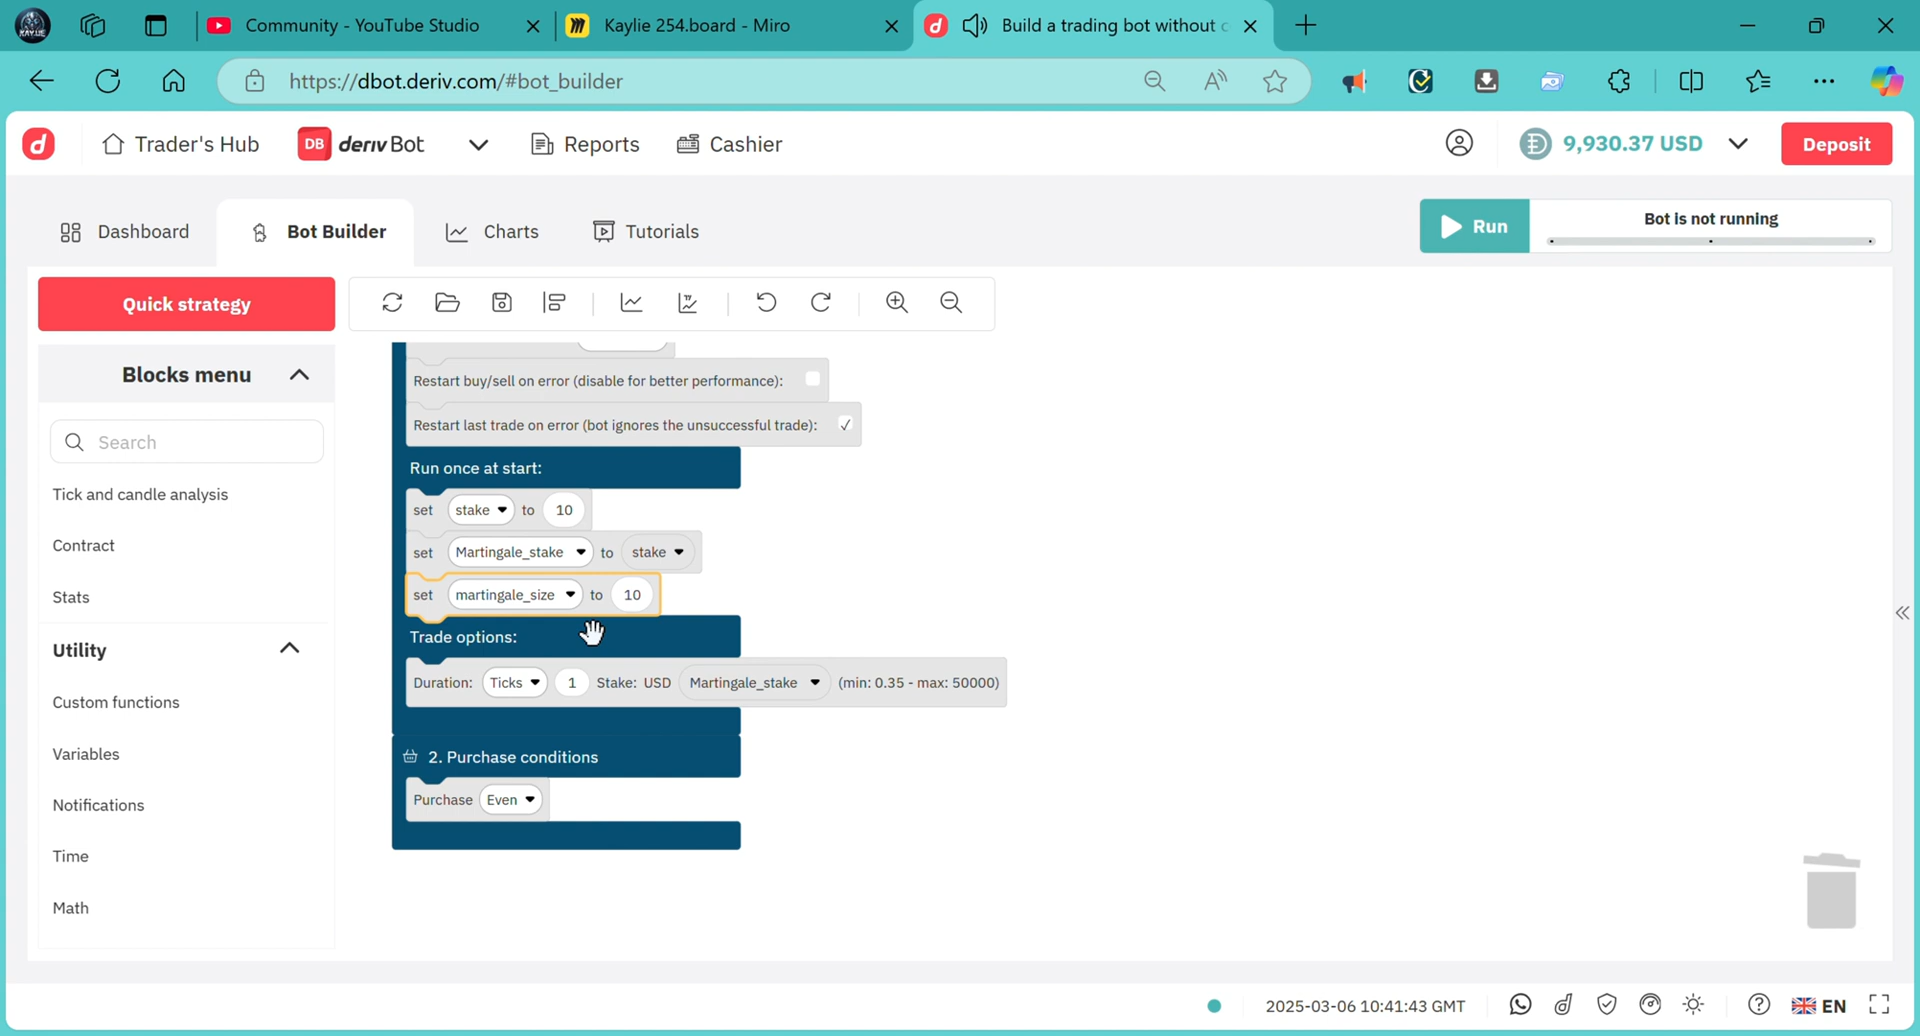 Community - YouTube Studio
Kaylie 254.board - Miro
Build a trading bot without c
https://dbot.deriv.com/#bot_builder
Trader's Hub
DB deriv Bot
Reports
Cashier
9,930.37 USD
Deposit
Dashboard
Bot Builder
Charts
Tutorials
Run
Bot is not running
Quick strategy
Blocks menu
Search
Tick and candle analysis
Contract
Stats
Utility
Custom functions
Variables
Notifications
Time
Math
Restart buy/sell on error (disable for better performance):
Restart last trade on error (bot ignores the unsuccessful trade): ✓
Run once at start:
set stake to 10
set Martingale_stake to stake
set martingale_size to 10
Trade options:
Duration: Ticks 1 Stake: USD Martingale_stake (min: 0.35 - max: 50000)
2. Purchase conditions
Purchase Even
2025-03-06 10:41:43 GMT
EN